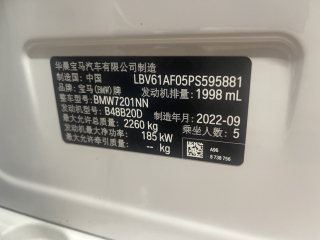 华晨宝马汽车有限公司制造
制造国: 中国 LBV61AF05PS595881
品牌: 宝马(BMW)牌 发动机排量: 1998 mL
整车型号: BMW7201NN
发动机型号: B48B20D 制造年月: 2022-09
最大允许总质量: 2260 kg 乘坐人数: 5
发动机最大净功率: 185 kW
最大允许牵引质量: -- kg A96
8 736 756